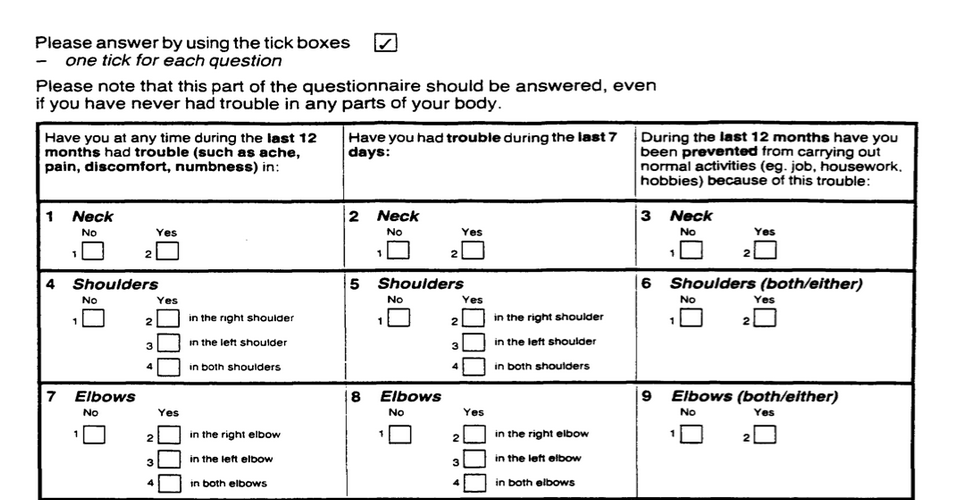 Please answer by using the tick boxes ✓
– one tick for each question
Please note that this part of the questionnaire should be answered, even
if you have never had trouble in any parts of your body.
Have you at any time during the last 12
months had trouble (such as ache,
pain, discomfort, numbness) in:
Have you had trouble during the last 7
days:
During the last 12 months have you
been prevented from carrying out
normal activities (eg. job, housework,
hobbies) because of this trouble:
1 Neck
No Yes
1 2
2 Neck
No Yes
1 2
3 Neck
No Yes
1 2
4 Shoulders
No Yes
1 2 in the right shoulder
3 in the left shoulder
4 in both shoulders
5 Shoulders
No Yes
1 2 in the right shoulder
3 in the left shoulder
4 in both shoulders
6 Shoulders (both/either)
No Yes
1 2
7 Elbows
No Yes
1 2 in the right elbow
3 in the left elbow
4 in both elbows
8 Elbows
No Yes
1 2 in the right elbow
3 in the left elbow
4 in both elbows
9 Elbows (both/either)
No Yes
1 2